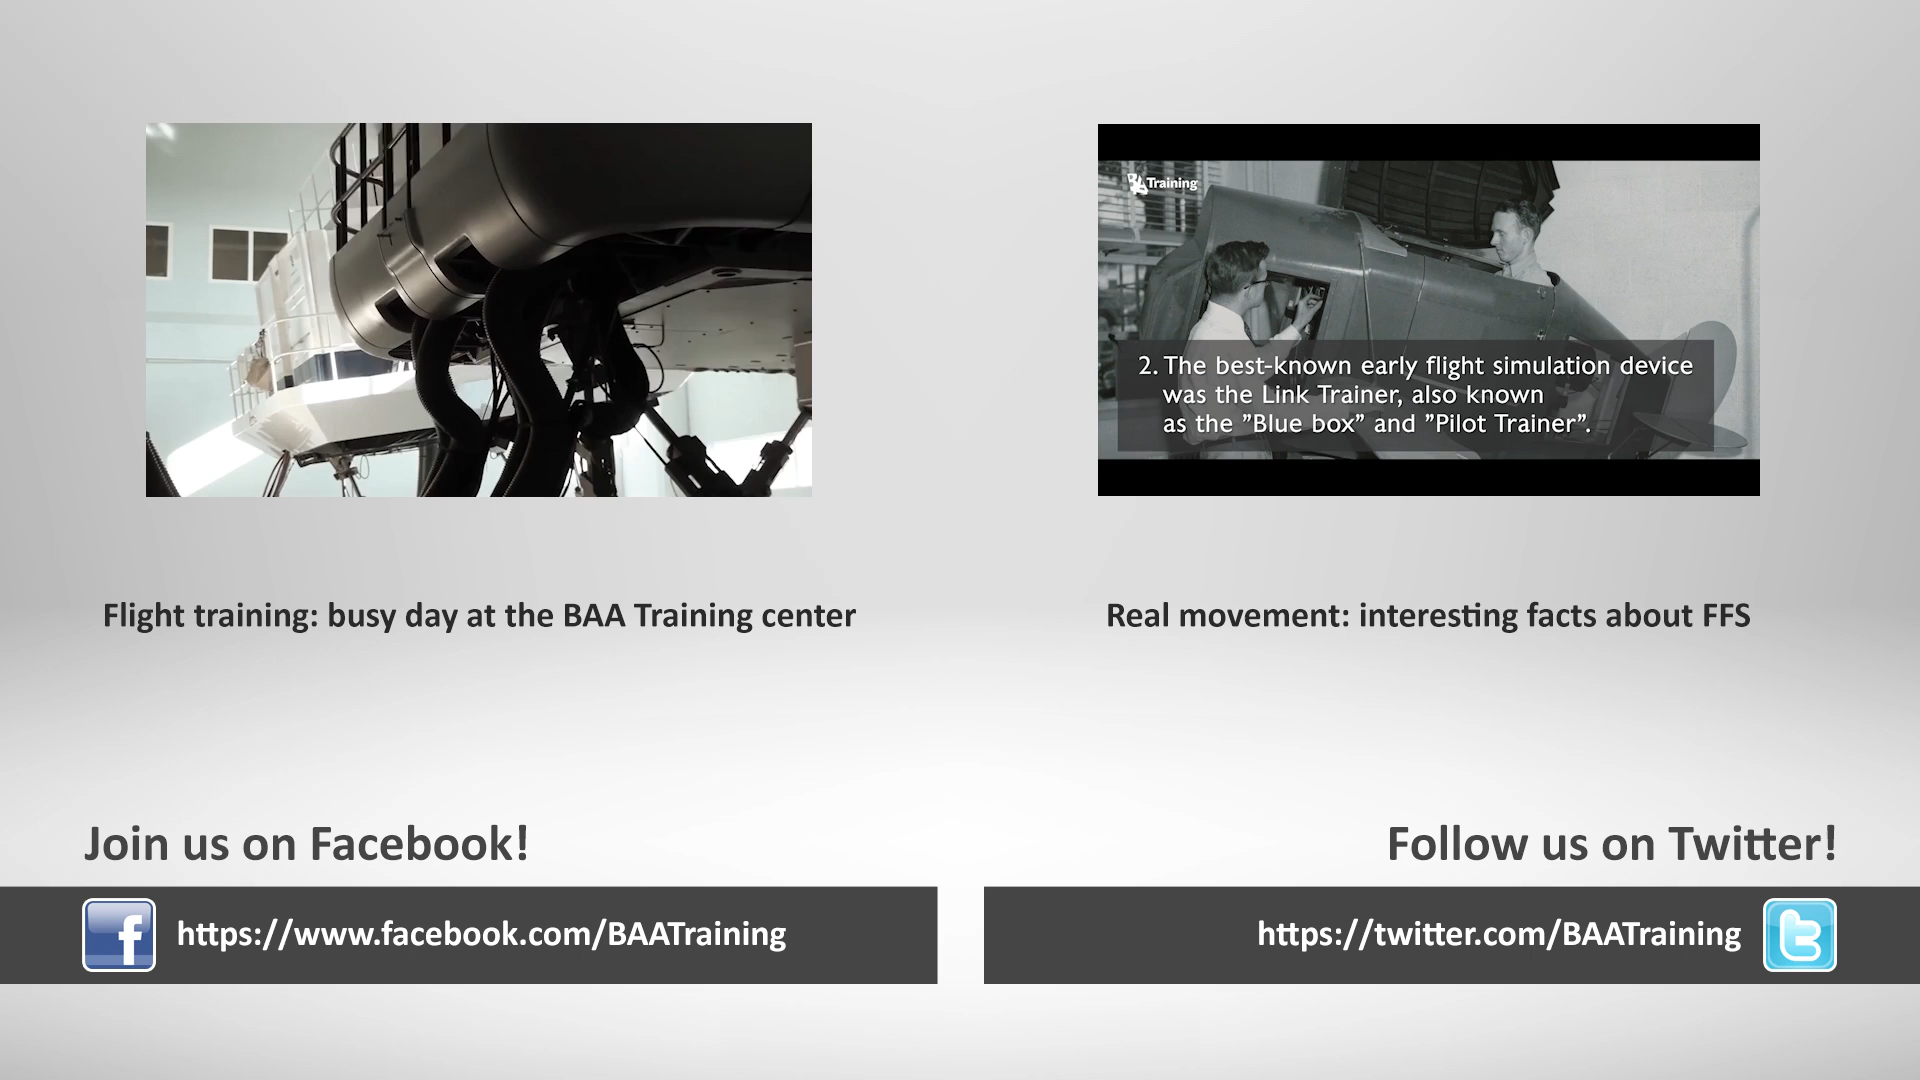 Training
2. The best-known early flight simulation device
was the Link Trainer, also known
as the ”Blue box” and ”Pilot Trainer”.
Flight training: busy day at the BAA Training center
Real movement: interesting facts about FFS
Join us on Facebook!
Follow us on Twitter!
https://www.facebook.com/BAATraining
https://twitter.com/BAATraining